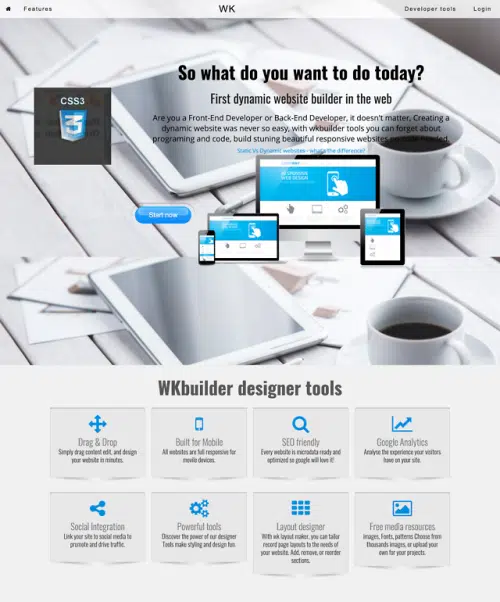 Features
WK
Developer tools
Login
So what do you want to do today?
First dynamic website builder in the web
CSS3
Are you a Front-End Developer or Back-End Developer, it doesn't matter, Creating a
dynamic website was never so easy, with wkbuilder tools you can forget about
programing and code, build stuning beautiful responsive websites no code needed.
Static Vs Dynamic websites - what's the difference?
Start now
WKbuilder designer tools
Drag & Drop
Simply drag content edit, and design
your website in minutes.
Built for Mobile
All websites are full responsive for
movile devices.
SEO friendly
Every website is microdata ready and
optimized so google will love it!
Google Analytics
Analyse the experience your visitors
have on your site.
Social Integration
Link your site to social media to
promote and drive traffic.
Powerful tools
Discover the power of our designer
Tools make styling and design fun.
Layout designer
With wk layout maker, you can tailor
record page layouts to the needs of
your website. Add, remove, or reorder
sections.
Free media resources
images, Fonts, patterns Choose from
thousands images, or upload your
own for your projects.